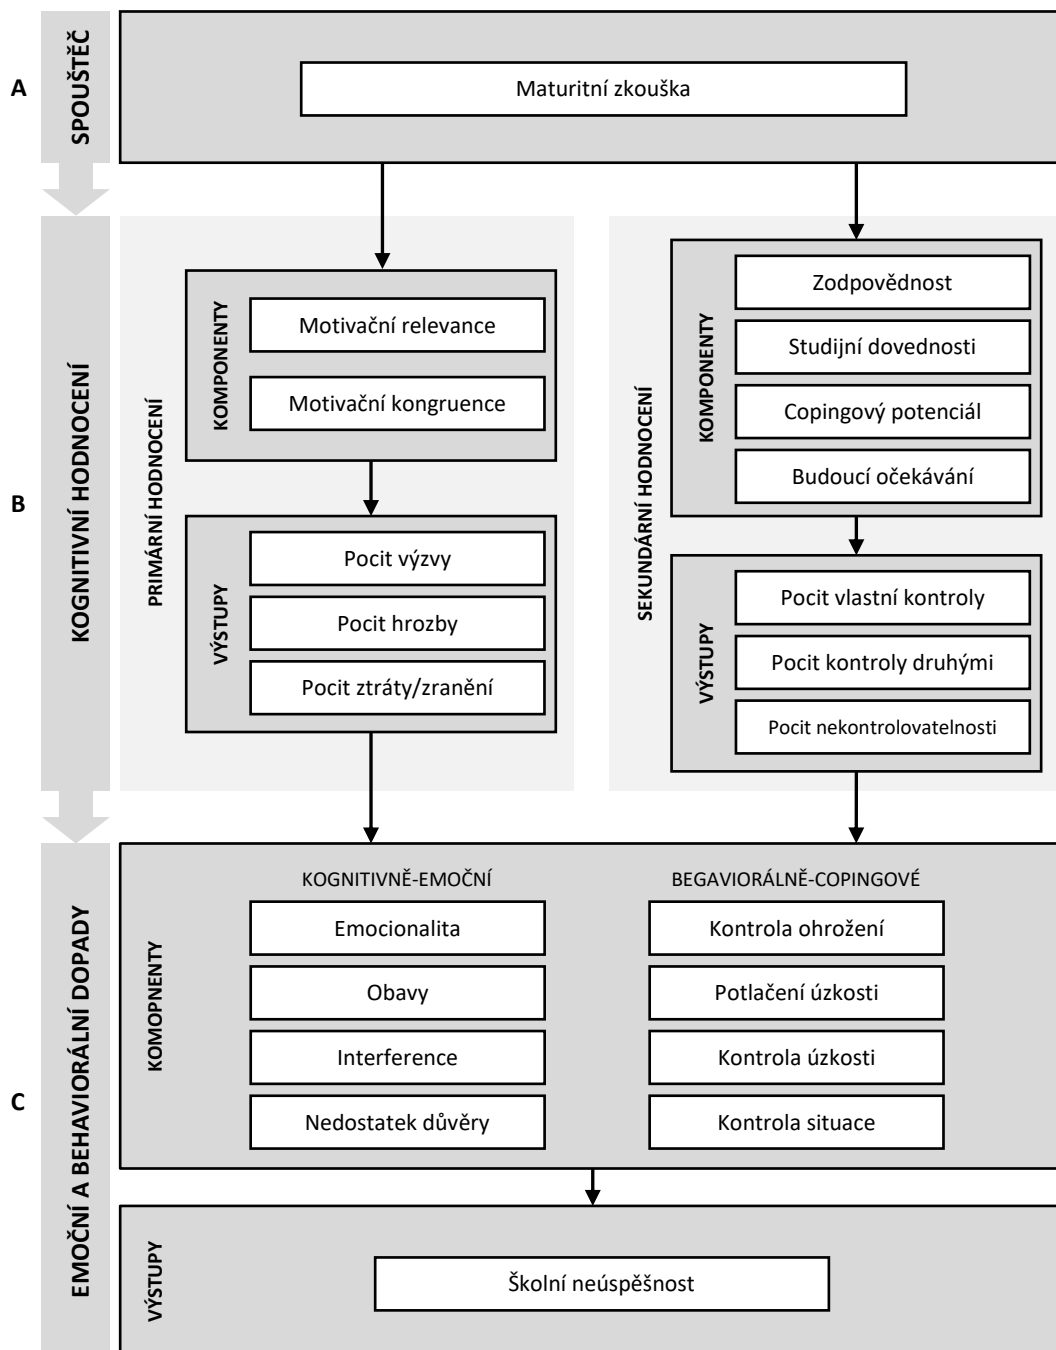 A
SPOUŠTĚČ
Maturitní zkouška
B
KOGNITIVNÍ HODNOCENÍ
PRIMÁRNÍ HODNOCENÍ
KOMPONENTY
Motivační relevance
Motivační kongruence
VÝSTUPY
Pocit výzvy
Pocit hrozby
Pocit ztráty/zranění
SEKUNDÁRNÍ HODNOCENÍ
KOMPONENTY
Zodpovědnost
Studijní dovednosti
Copingový potenciál
Budoucí očekávání
VÝSTUPY
Pocit vlastní kontroly
Pocit kontroly druhými
Pocit nekontrolovatelnosti
C
EMOČNÍ A BEHAVIORÁLNÍ DOPADY
KOMOPNENTY
KOGNITIVNĚ-EMOČNÍ
Emocionalita
Obavy
Interference
Nedostatek důvěry
BEGAVIORÁLNĚ-COPINGOVÉ
Kontrola ohrožení
Potlačení úzkosti
Kontrola úzkosti
Kontrola situace
VÝSTUPY
Školní neúspěšnost